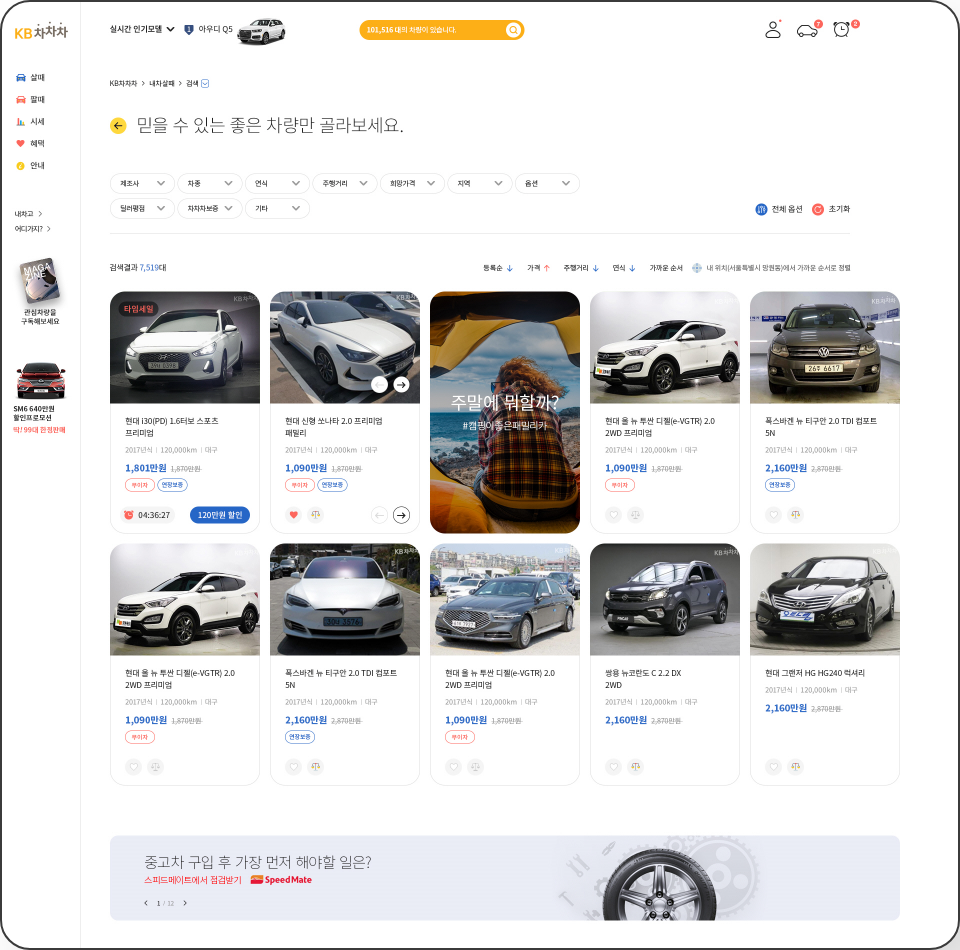 KB차차차
실시간 인기모델
1 아우디 Q5
101,516 대의 차량이 있습니다.
7
2
살때
팔때
시세
혜택
안내
내차고 >
어디가지? >
MAGA
ZINE
관심차량을
구독해보세요
SM6 640만원
할인프로모션
딱! 99대 한정판매
KB차차차 > 내차살때 > 검색
믿을 수 있는 좋은 차량만 골라보세요.
제조사
차종
연식
주행거리
희망가격
지역
옵션
딜러평점
차차차보증
기타
전체 옵션
초기화
검색결과 7,519대
등록순 ↓
가격 ↑
주행거리 ↓
연식 ↓
가까운 순서
내 위치(서울특별시 망원동)에서 가까운 순서로 정렬
타임세일
현대 i30(PD) 1.6터보 스포츠
프리미엄
2017년식 | 120,000km | 대구
1,801만원 1,870만원
무이자 연장보증
04:36:27
120만원 할인
현대 신형 쏘나타 2.0 프리미엄
패밀리
2017년식 | 120,000km | 대구
1,090만원 1,870만원
무이자 연장보증
주말에 뭐할까?
#캠핑이좋은패밀리카
현대 올 뉴 투싼 디젤(e-VGTR) 2.0
2WD 프리미엄
2017년식 | 120,000km | 대구
1,090만원 1,870만원
무이자
26주 6617
폭스바겐 뉴 티구안 2.0 TDI 컴포트
5N
2017년식 | 120,000km | 대구
2,160만원 2,870만원
연장보증
현대 올 뉴 투싼 디젤(e-VGTR) 2.0
2WD 프리미엄
2017년식 | 120,000km | 대구
1,090만원 1,870만원
무이자
폭스바겐 뉴 티구안 2.0 TDI 컴포트
5N
2017년식 | 120,000km | 대구
2,160만원 2,870만원
연장보증
현대 올 뉴 투싼 디젤(e-VGTR) 2.0
2WD 프리미엄
2017년식 | 120,000km | 대구
1,090만원 1,870만원
무이자
쌍용 뉴코란도 C 2.2 DX
2WD
2017년식 | 120,000km | 대구
2,160만원 2,870만원
현대 그랜저 HG HG240 럭셔리
2017년식 | 120,000km | 대구
2,160만원 2,870만원
중고차 구입 후 가장 먼저 해야할 일은?
스피드메이트에서 점검받기 SpeedMate
< 1 / 12 >